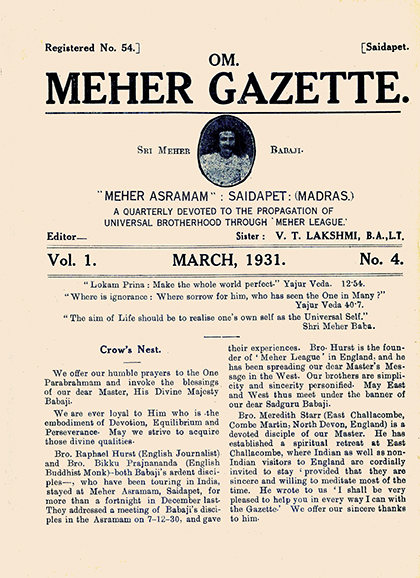 Registered No. 54.] [Saidapet.
OM.
MEHER GAZETTE.
SRI MEHER BABAJI.
"MEHER ASRAMAM" : SAIDAPET: (MADRAS.)
A QUARTERLY DEVOTED TO THE PROPAGATION OF
UNIVERSAL BROTHERHOOD THROUGH 'MEHER LEAGUE.'
Editor— Sister : V. T. LAKSHMI, B.A., LT,
Vol. 1. MARCH, 1931. No. 4.
"Lokam Prina : Make the whole world perfect-" Yajur Veda. 12·54.
"Where is ignorance : Where sorrow for him, who has seen the One in Many ?"
Yajur Veda 40·7.
"The aim of Life should be to realise one's own self as the Universal Self."
Shri Meher Baba.
Crow's Nest.
We offer our humble prayers to the One
Parabrahmam and invoke the blessings
of our dear Master, His Divine Majesty
Babaji.
We are ever loyal to Him who is the
embodiment of Devotion, Equilibrium and
Perseverance. May we strive to acquire
those divine qualities.
Bro. Raphael Hurst (English Journalist)
and Bro. Bikku Prajnananda (English
Buddhist Monk)–both Babaji's ardent disci-
ples—, who have been touring in India,
stayed at Meher Asramam, Saidapet, for
more than a fortnight in December last.
They addressed a meeting of Babaji's disci-
ples in the Asramam on 7-12-30, and gave
their experiences. Bro. Hurst is the foun-
der of 'Meher League' in England, and he
has been spreading our dear Master's Mes-
sage in the West. Our brothers are simpli-
city and sincerity personified. May East
and West thus meet under the banner of
our dear Sadguru Babaji.
Bro. Meredith Starr (East Challacombe,
Combe Martin, North Devon, England) is a
devoted disciple of our Master. He has
established a spiritual retreat at East
Challacombe, where Indian as well as non-
Indian visitors to England are cordially
invited to stay 'provided that they are
sincere and willing to meditate most of the
time. He wrote to us 'I shall be very
pleased to help you in every way I can with
the Gazette.' We offer our sincere thanks
to him.